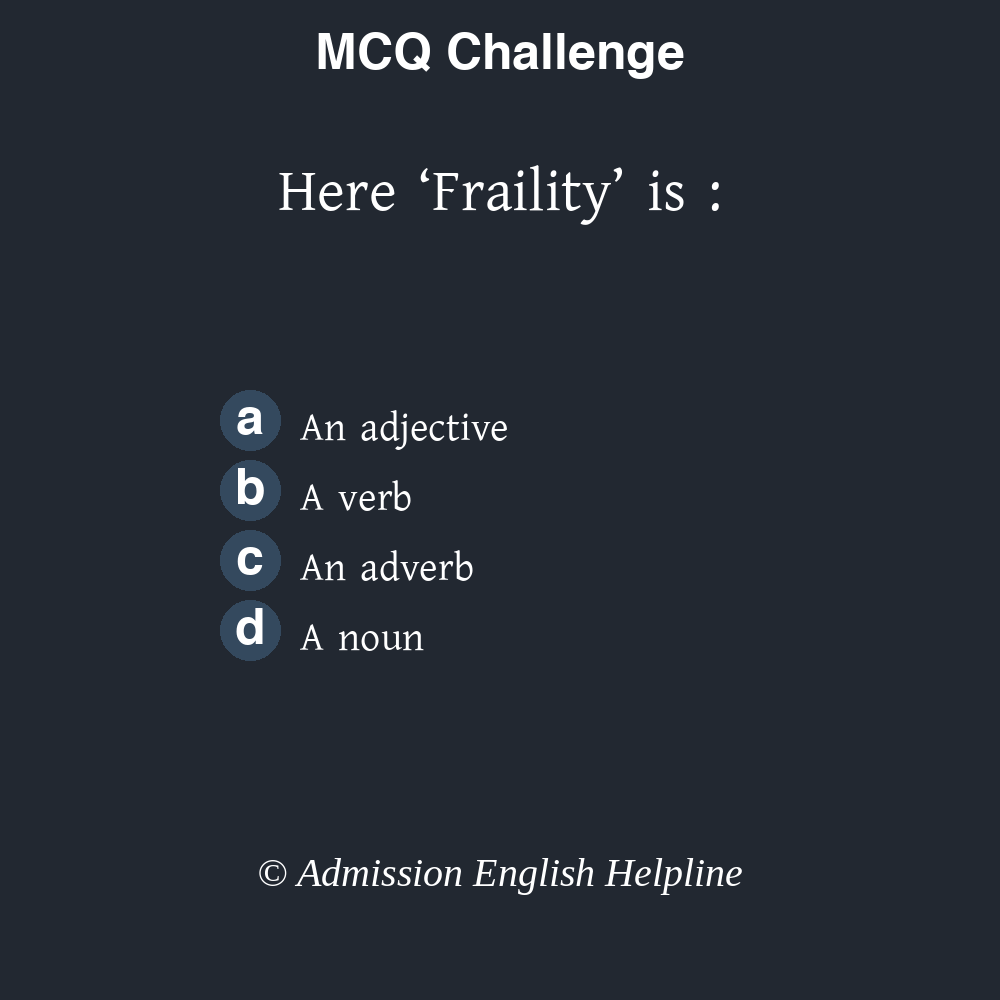 MCQ Challenge
Here ‘Fraility’ is :
a An adjective
b A verb
c An adverb
d A noun
© Admission English Helpline